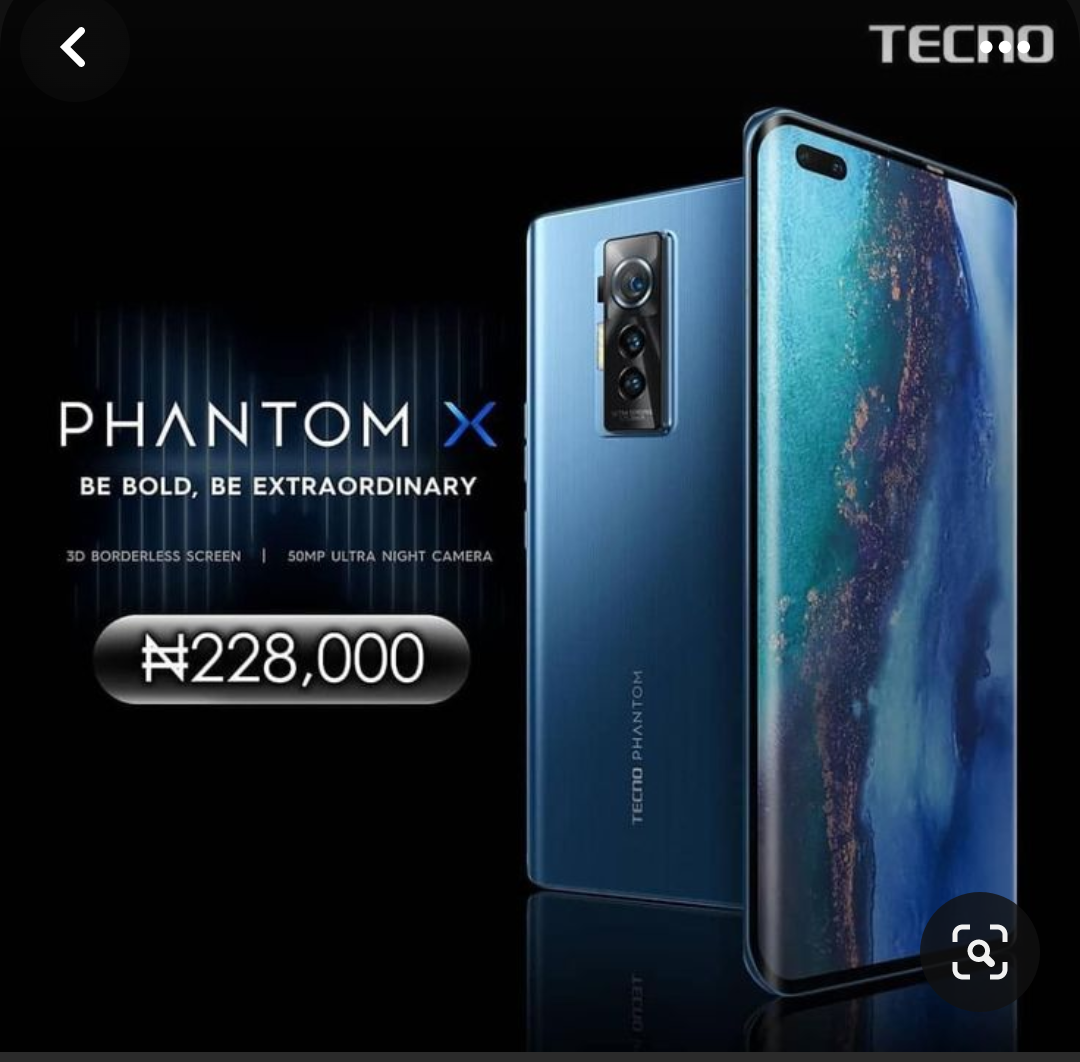 TECNO
PHANTOM X
BE BOLD, BE EXTRAORDINARY
3D BORDERLESS SCREEN | 50MP ULTRA NIGHT CAMERA
₦228,000
TECNO PHANTOM